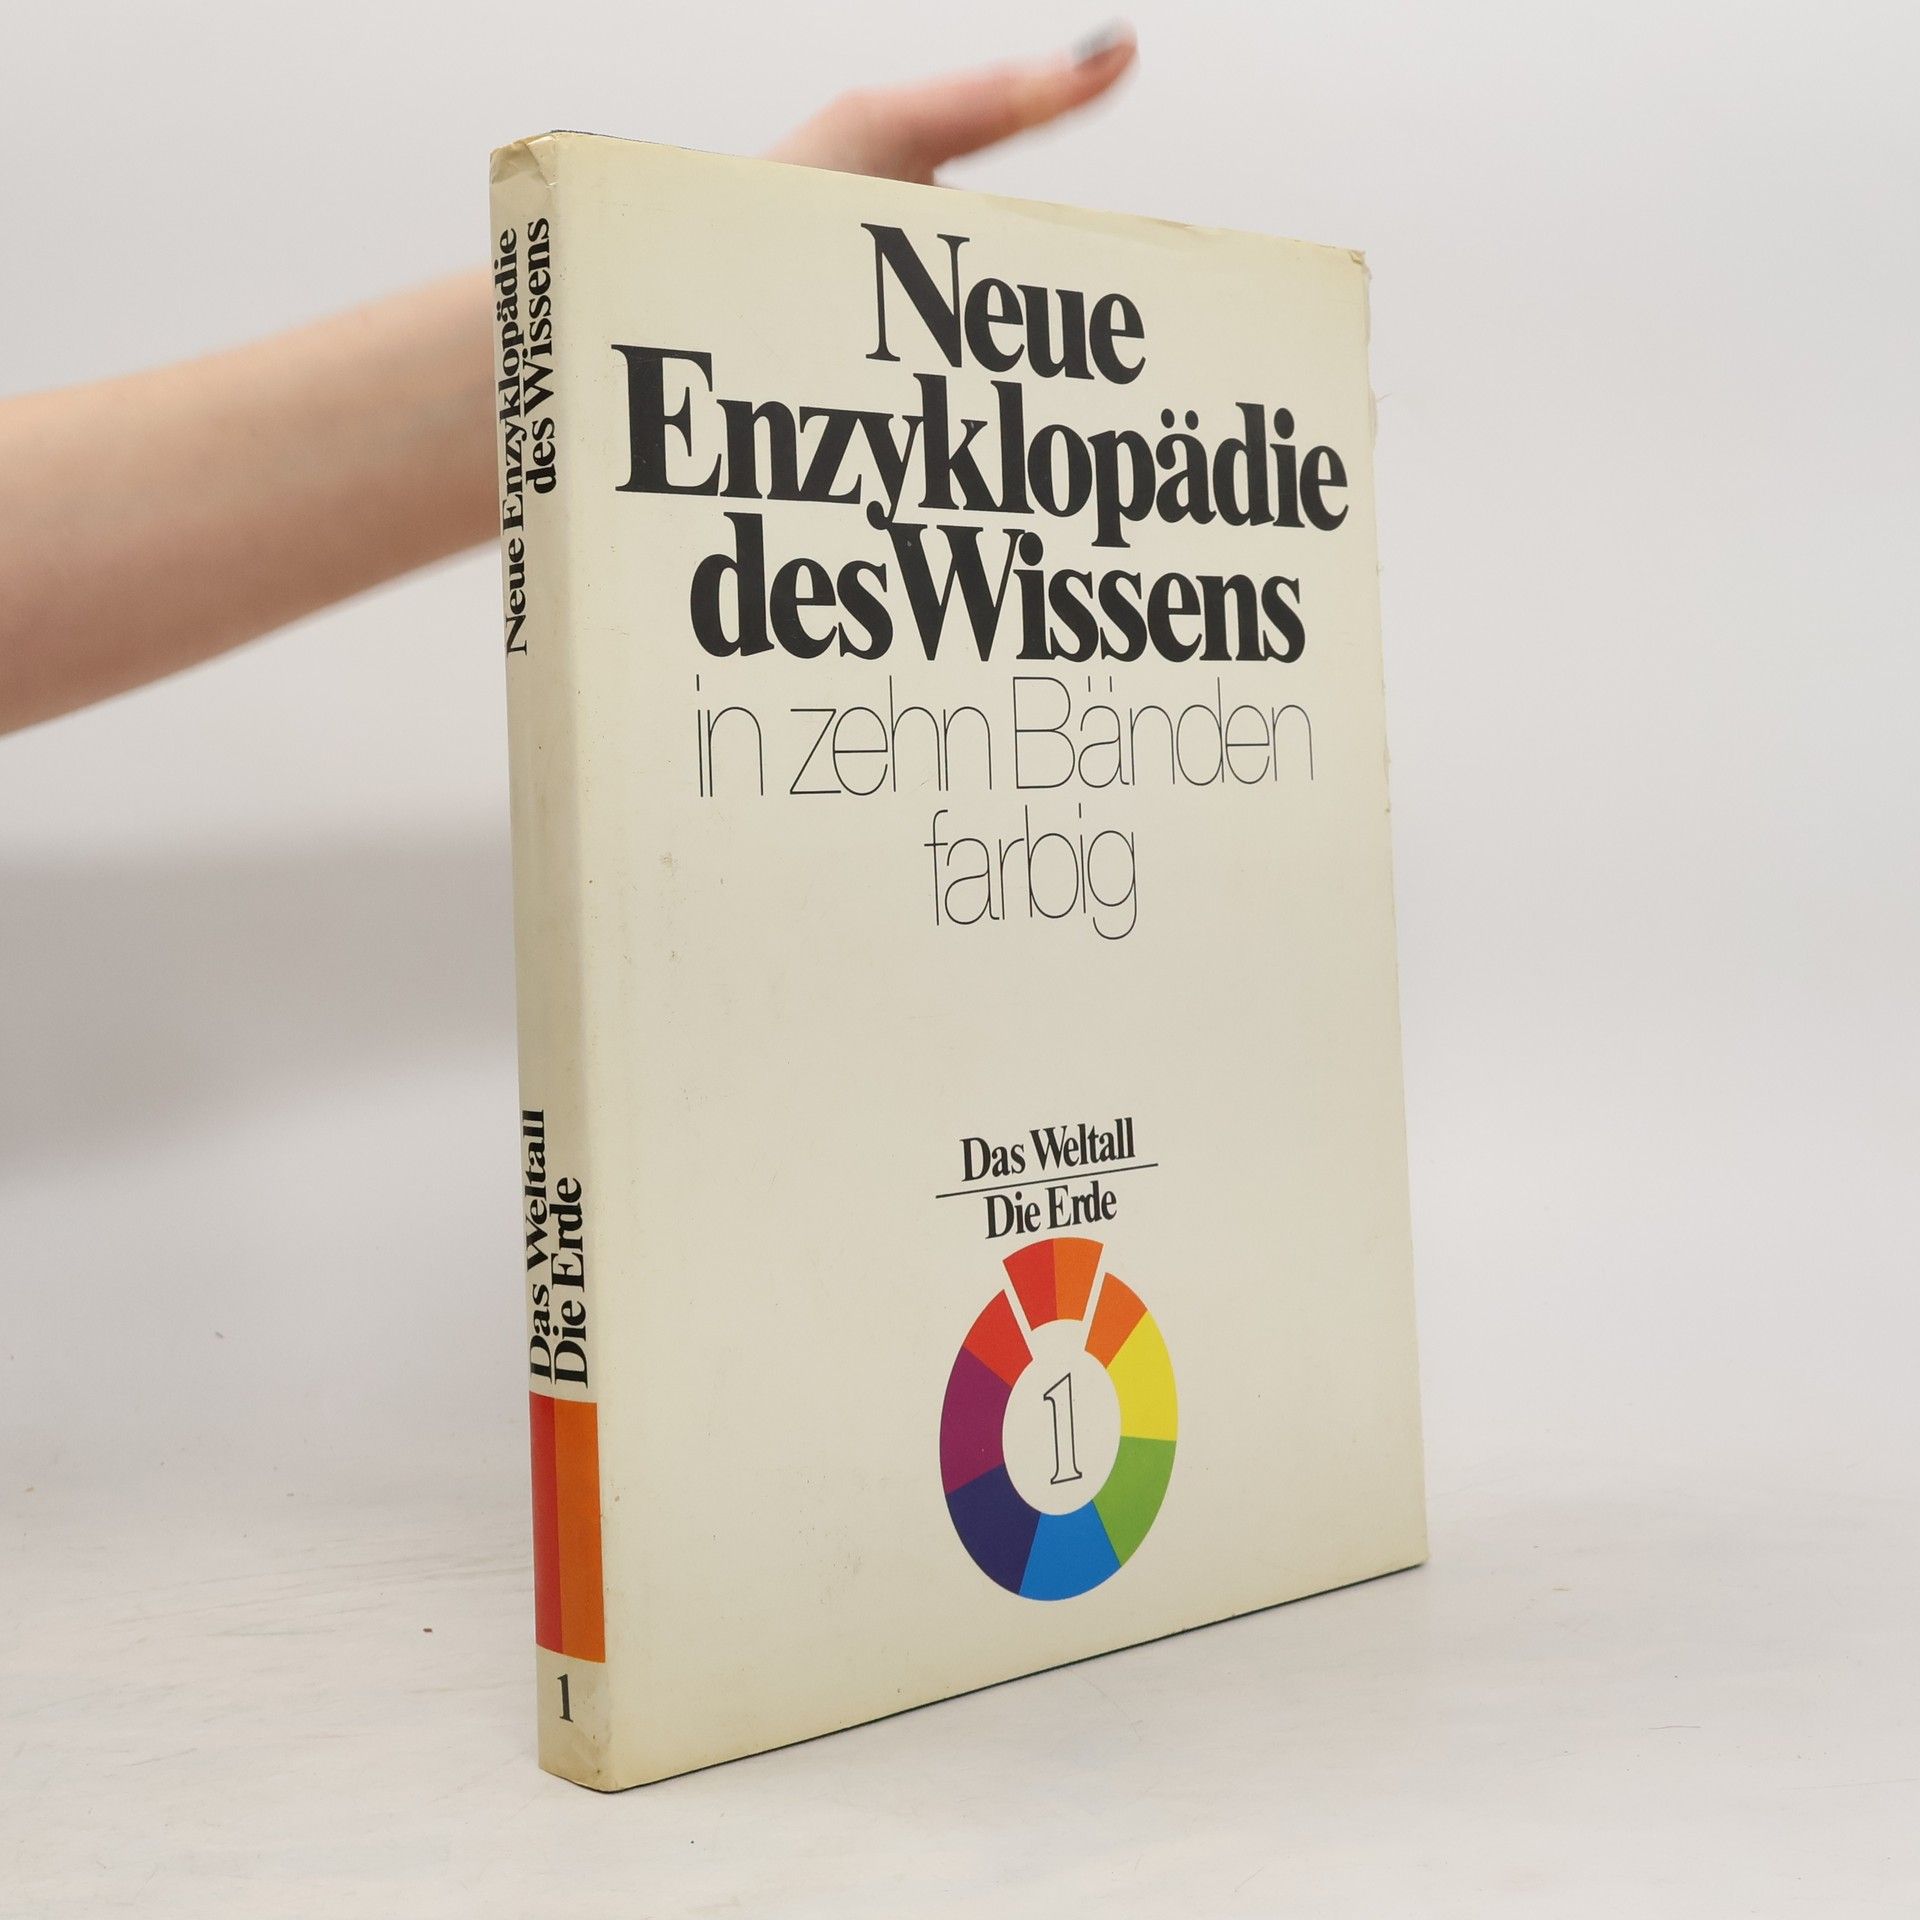 Neue Enzyklopädie
des Wissens
Das Weltall
Die Erde
1
Neue
Enzyklopädie
des Wissens
in zehn Bänden
farbig
Das Weltall
Die Erde
1